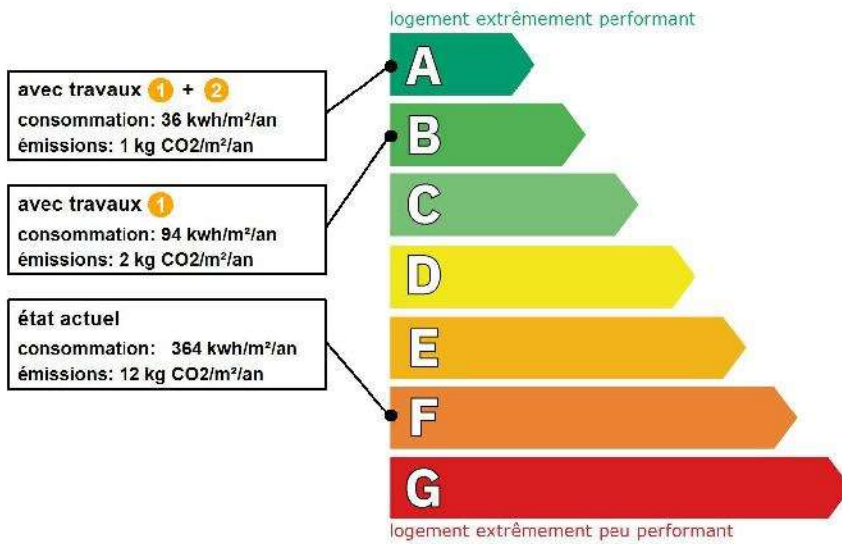 logement extrêmement performant
A
avec travaux 1 + 2
consommation: 36 kwh/m²/an
émissions: 1 kg CO2/m²/an
B
avec travaux 1
consommation: 94 kwh/m²/an
émissions: 2 kg CO2/m²/an
C
D
état actuel
consommation: 364 kwh/m²/an
émissions: 12 kg CO2/m²/an
E
F
G
logement extrêmement peu performant